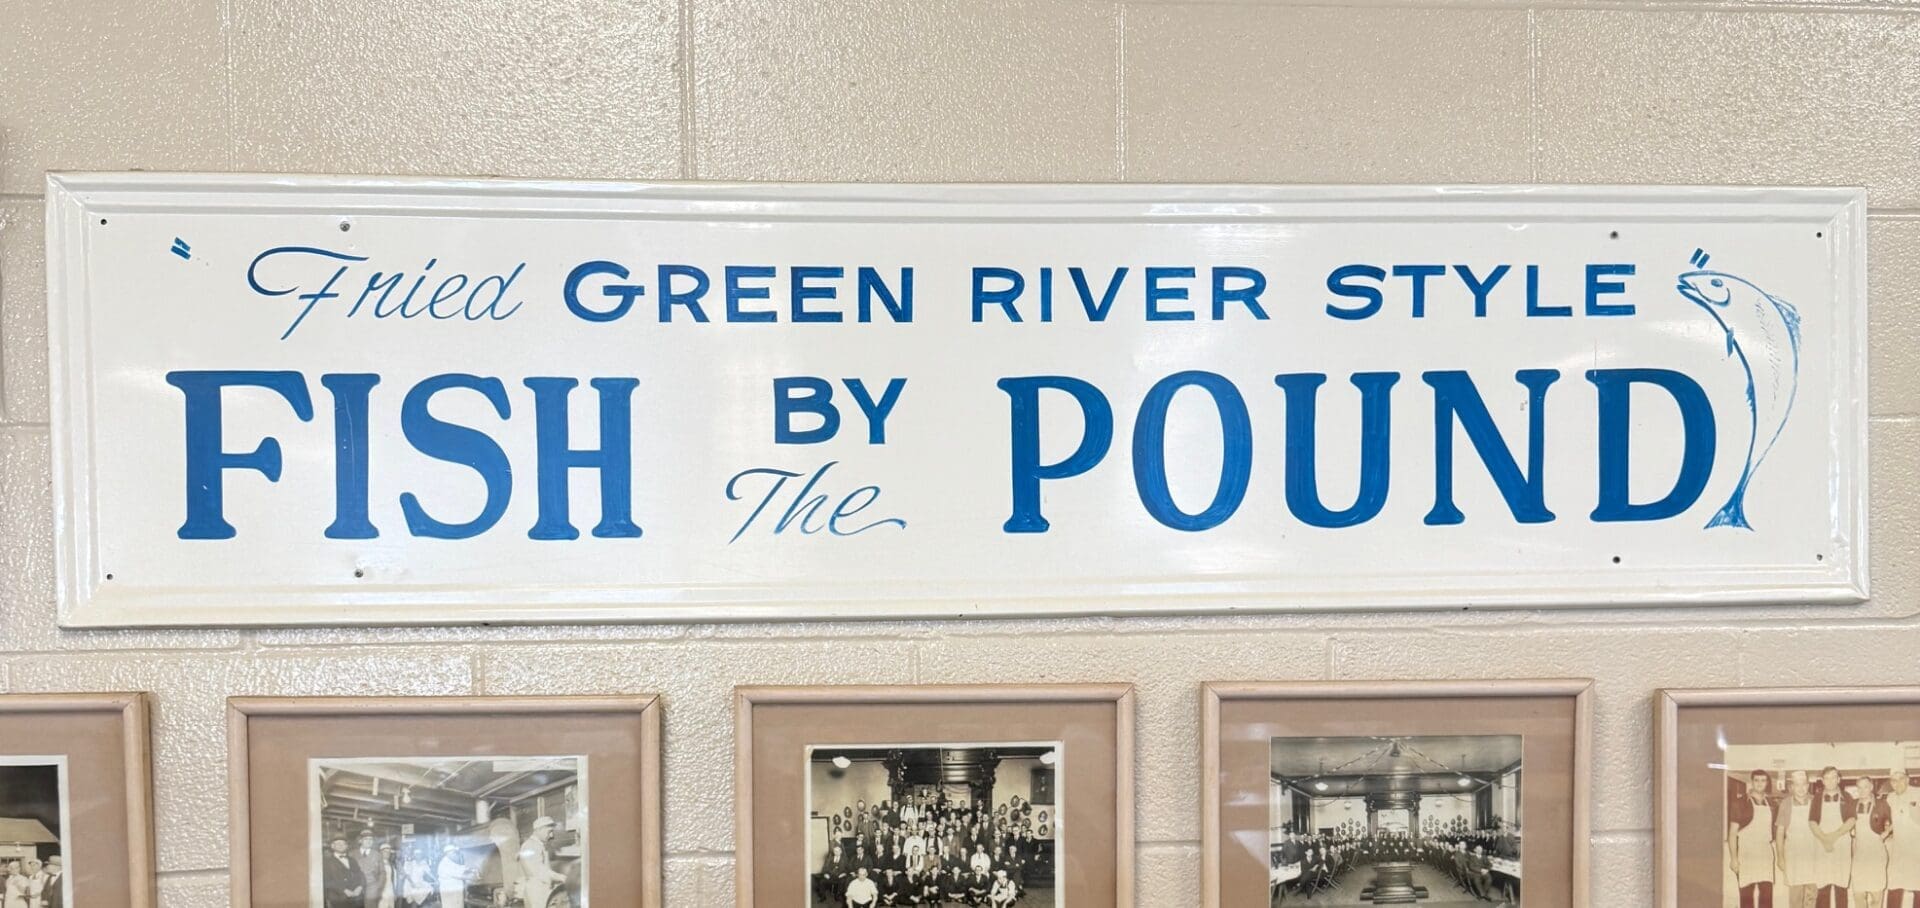 "Fried GREEN RIVER STYLE"
FISH BY The POUND